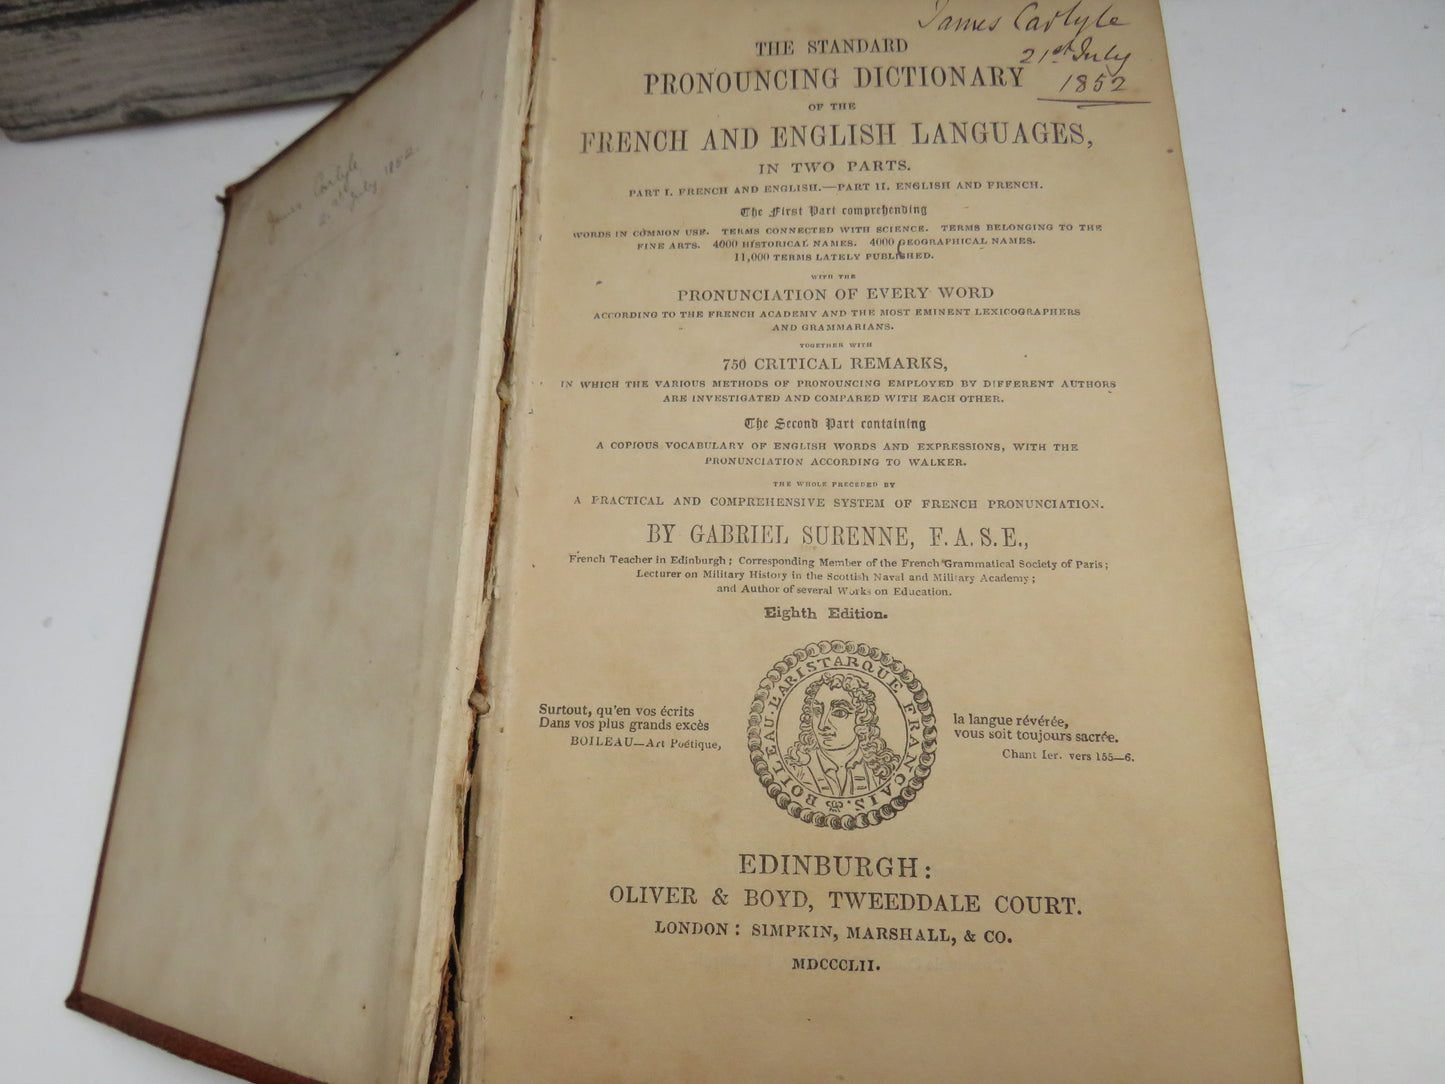 James Carlyle
21st July 1852.
James Carlyle
21st July
1852
THE STANDARD
PRONOUNCING DICTIONARY
OF THE
FRENCH AND ENGLISH LANGUAGES,
IN TWO PARTS.
PART I. FRENCH AND ENGLISH.—PART II. ENGLISH AND FRENCH.
The First Part comprehending
WORDS IN COMMON USE. TERMS CONNECTED WITH SCIENCE. TERMS BELONGING TO THE
FINE ARTS. 4000 HISTORICAL NAMES. 4000 GEOGRAPHICAL NAMES.
11,000 TERMS LATELY PUBLISHED.
WITH THE
PRONUNCIATION OF EVERY WORD
ACCORDING TO THE FRENCH ACADEMY AND THE MOST EMINENT LEXICOGRAPHERS
AND GRAMMARIANS.
TOGETHER WITH
750 CRITICAL REMARKS,
IN WHICH THE VARIOUS METHODS OF PRONOUNCING EMPLOYED BY DIFFERENT AUTHORS
ARE INVESTIGATED AND COMPARED WITH EACH OTHER.
The Second Part containing
A COPIOUS VOCABULARY OF ENGLISH WORDS AND EXPRESSIONS, WITH THE
PRONUNCIATION ACCORDING TO WALKER.
THE WHOLE PRECEDED BY
A PRACTICAL AND COMPREHENSIVE SYSTEM OF FRENCH PRONUNCIATION.
BY GABRIEL SURENNE, F.A.S.E.,
French Teacher in Edinburgh; Corresponding Member of the French Grammatical Society of Paris;
Lecturer on Military History in the Scottish Naval and Military Academy;
and Author of several Works on Education.
Eighth Edition.
Surtout, qu'en vos écrits
Dans vos plus grands excès
BOILEAU—Art Poétique,
BOILEAU·L'ARISTARQUE FRANÇAIS.
la langue révérée,
vous soit toujours sacrée.
Chant Ier. vers 155—6.
EDINBURGH:
OLIVER & BOYD, TWEEDDALE COURT.
LONDON: SIMPKIN, MARSHALL, & CO.
MDCCCLII.